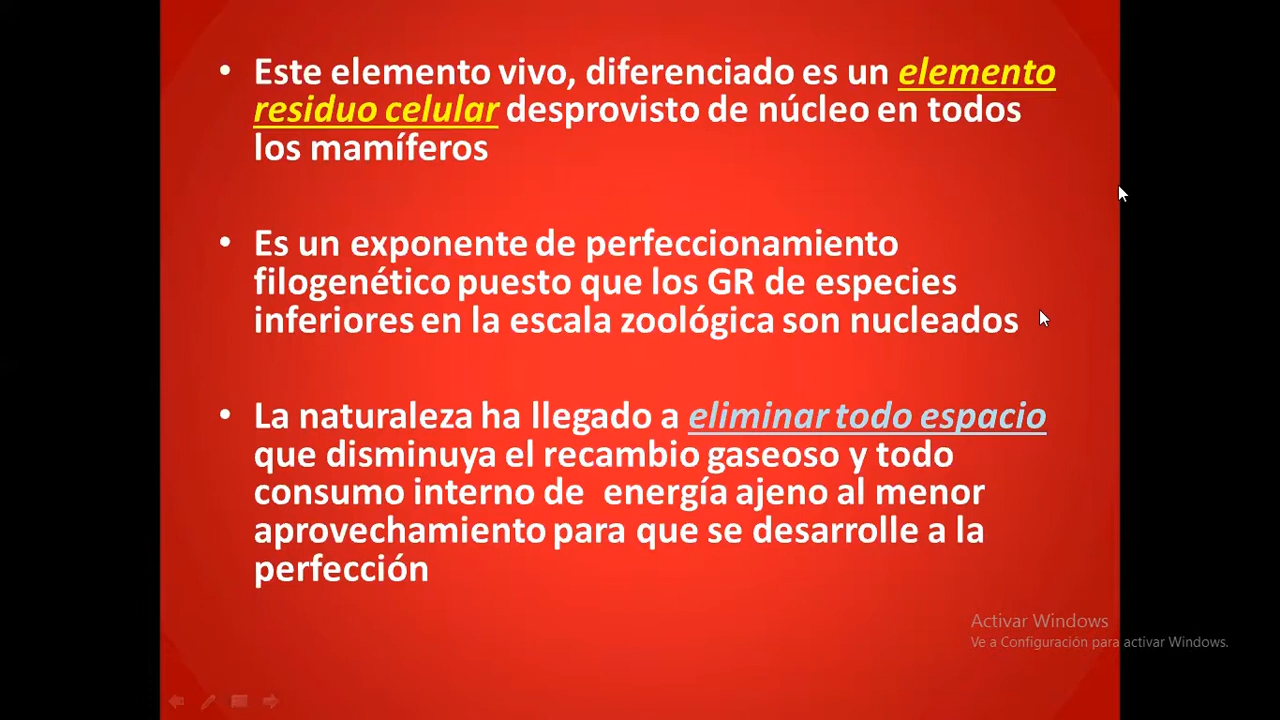 • Este elemento vivo, diferenciado es un elemento
residuo celular desprovisto de núcleo en todos
los mamíferos
• Es un exponente de perfeccionamiento
filogenético puesto que los GR de especies
inferiores en la escala zoológica son nucleados
• La naturaleza ha llegado a eliminar todo espacio
que disminuya el recambio gaseoso y todo
consumo interno de  energía ajeno al menor
aprovechamiento para que se desarrolle a la
perfección
Activar Windows
Ve a Configuración para activar Windows.